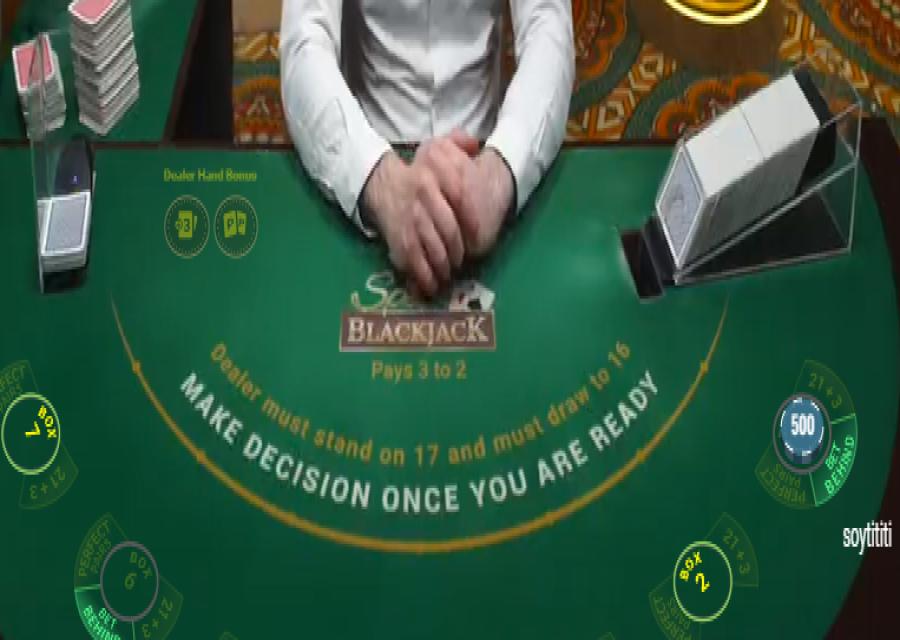 Dealer Hand Bonus
BLACKJACK
Pays 3 to 2
Dealer must stand on 17 and must draw to 16
MAKE DECISION ONCE YOU ARE READY
PERFECT
PAIRS
BOX
7
21+3
21+3
500
BET
BEHIND
PERFECT
PAIRS
soytititi
PERFECT
PAIRS
BOX
6
21+3
BET
BEHIND
21+3
BOX
2
PERFECT
PAIRS